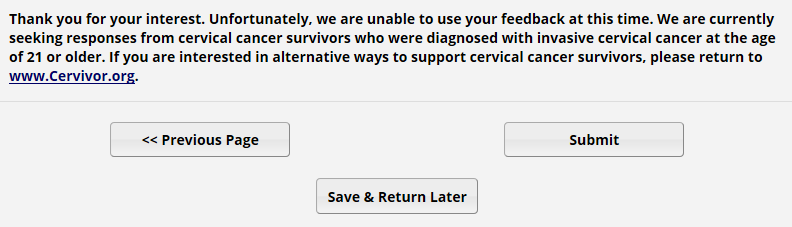 Thank you for your interest. Unfortunately, we are unable to use your feedback at this time. We are currently
seeking responses from cervical cancer survivors who were diagnosed with invasive cervical cancer at the age
of 21 or older. If you are interested in alternative ways to support cervical cancer survivors, please return to
www.Cervivor.org.
<< Previous Page
Submit
Save & Return Later